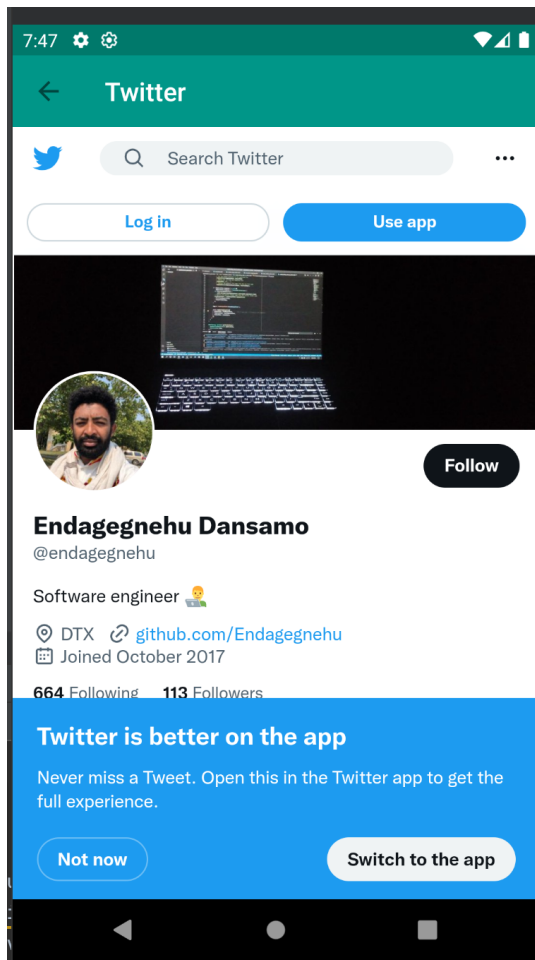 7:47
Twitter
Search Twitter
Log in
Use app
Follow
Endagegnehu Dansamo
@endagegnehu
Software engineer 👨‍💻
DTX github.com/Endagegnehu
Joined October 2017
664 Following 113 Followers
Twitter is better on the app
Never miss a Tweet. Open this in the Twitter app to get the
full experience.
Not now
Switch to the app